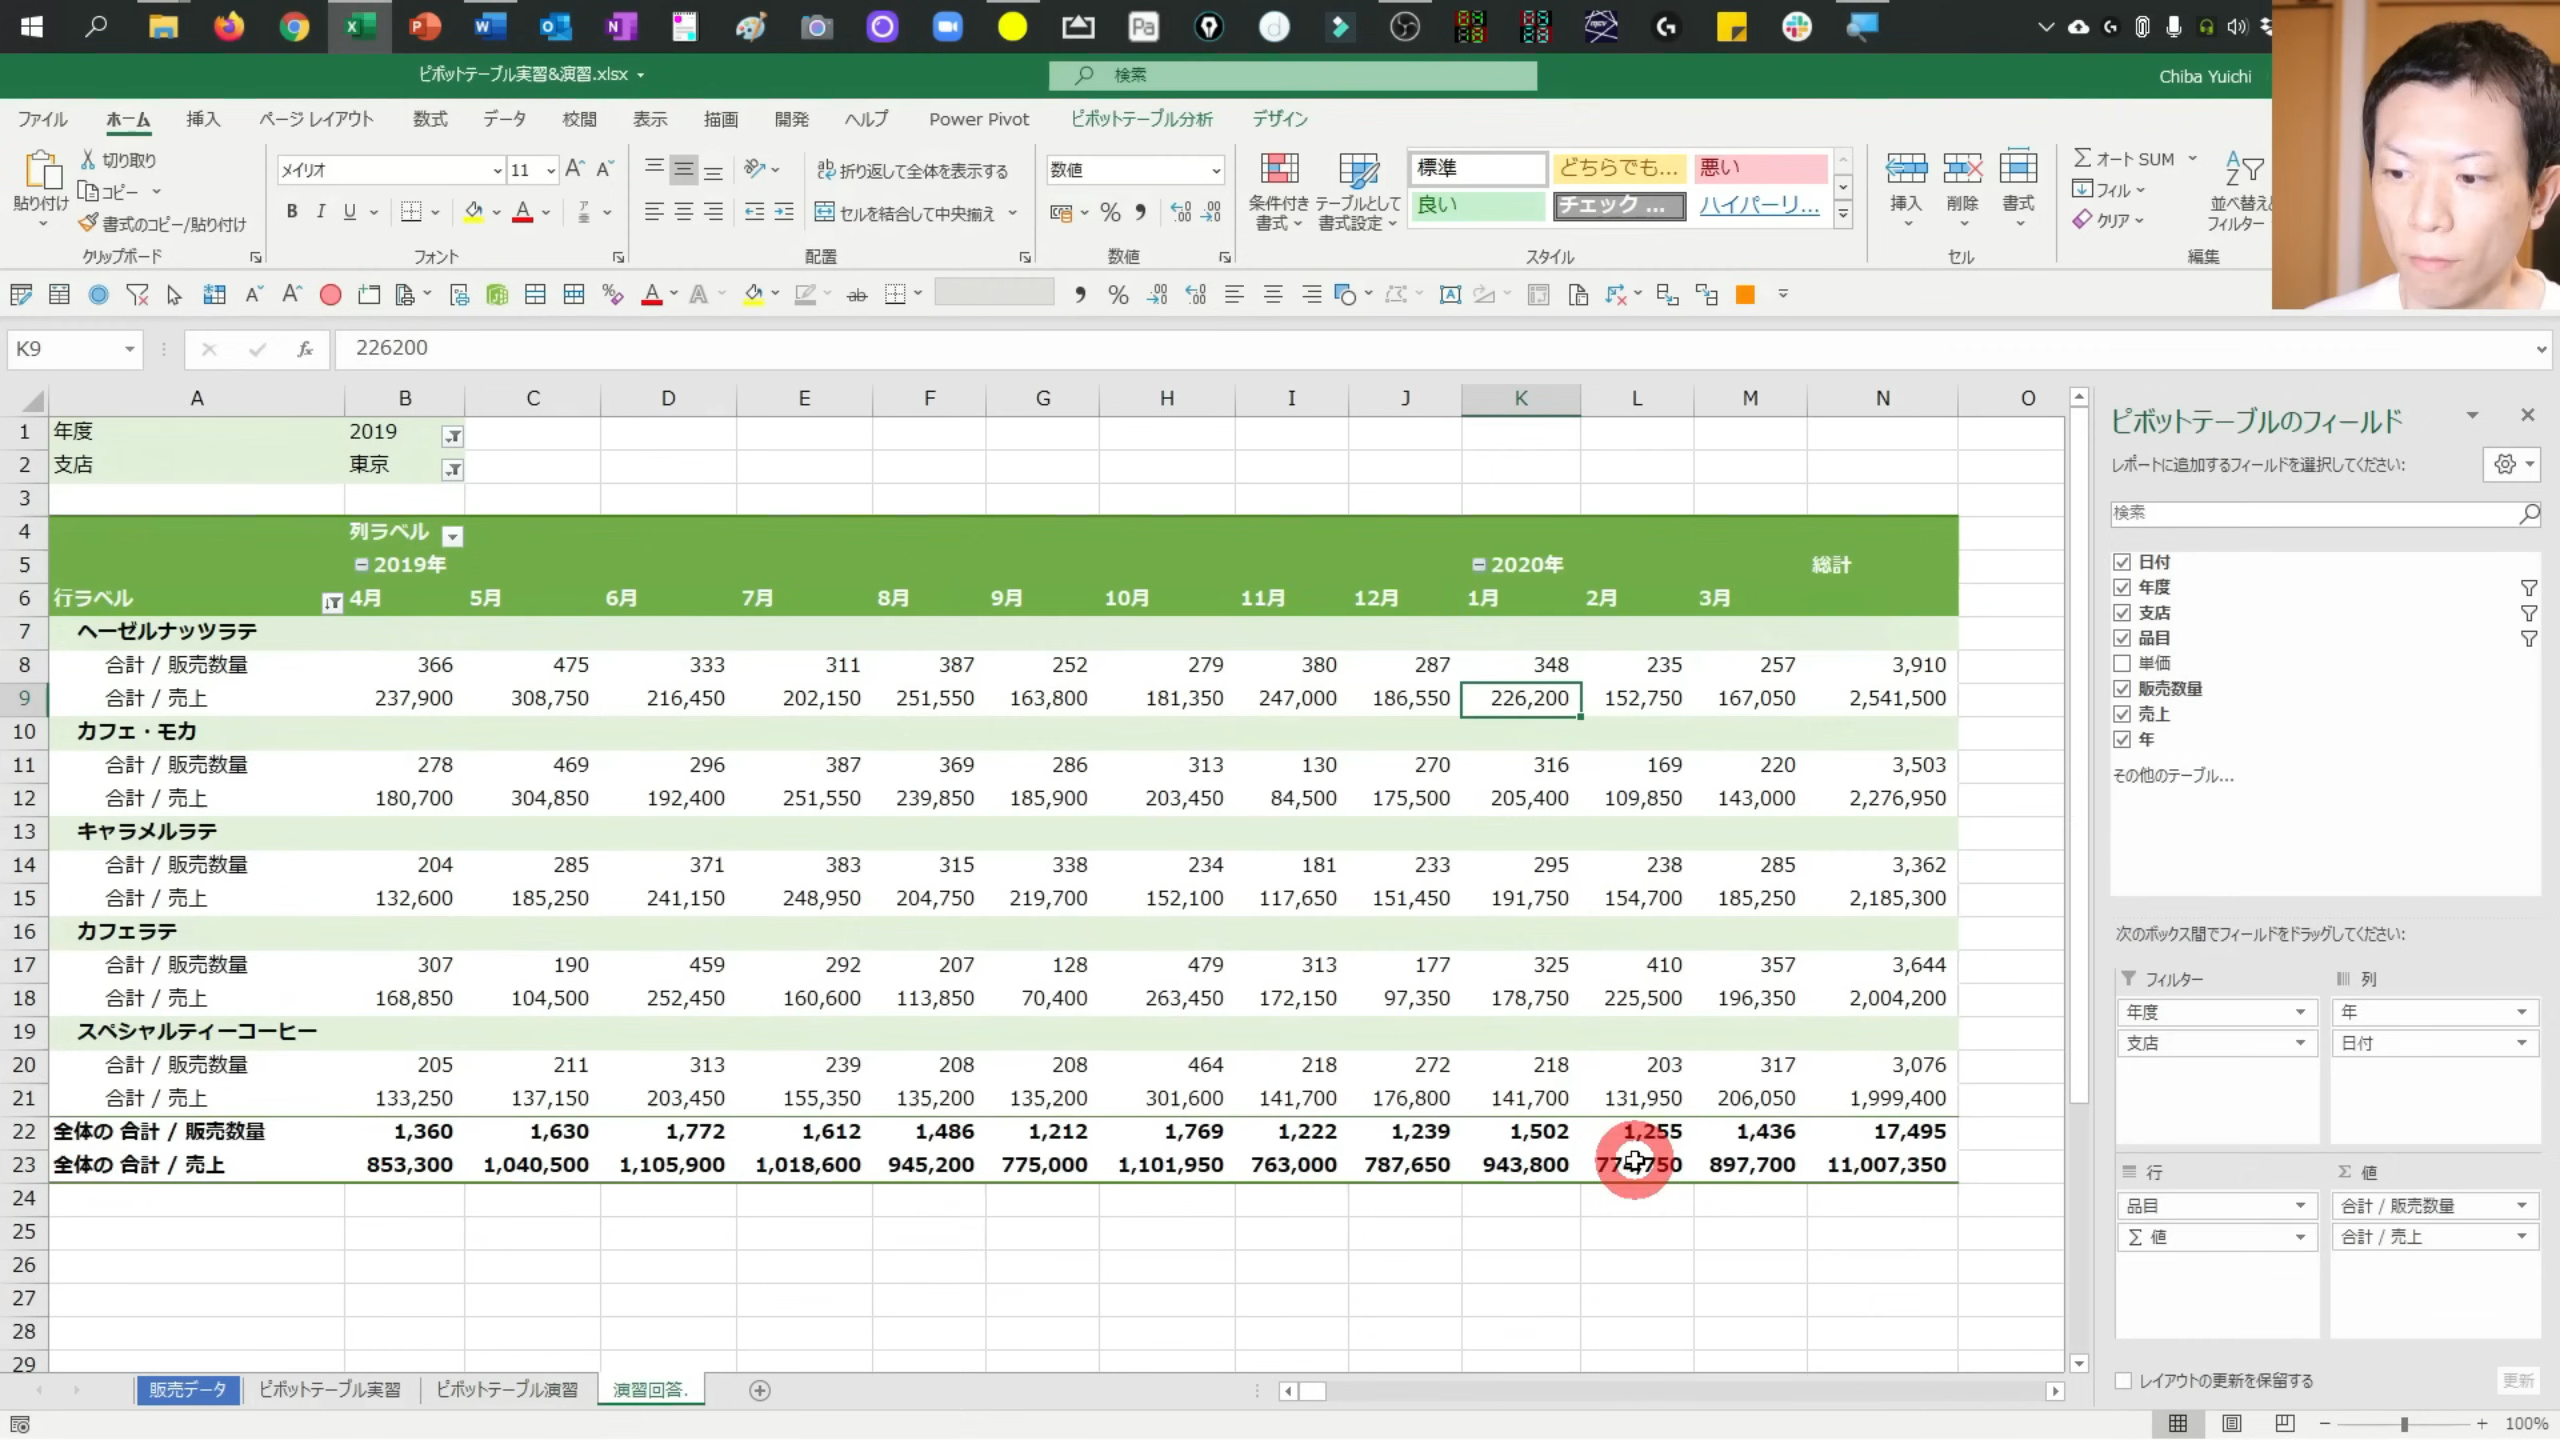 ピボットテーブル実習&演習.xlsx
検索
Chiba Yuichi
ファイル ホーム 挿入 ページ レイアウト 数式 データ 校閲 表示 描画 開発 ヘルプ Power Pivot ピボットテーブル分析 デザイン
切り取り
コピー
書式のコピー/貼り付け
貼り付け
クリップボード
メイリオ 11
フォント
折り返して全体を表示する
セルを結合して中央揃え
配置
数値
数値
条件付き書式
テーブルとして書式設定
標準 どちらでも... 悪い
良い チェック ... ハイパーリ...
スタイル
挿入 削除 書式
セル
オート SUM
フィル
クリア
並べ替え
フィルター
編集
K9 226200
A B C D E F G H I J K L M N O
1 年度 2019
2 支店 東京
3
4 列ラベル
5 2019年 2020年 総計
6 行ラベル 4月 5月 6月 7月 8月 9月 10月 11月 12月 1月 2月 3月
7 ヘーゼルナッツラテ
8 合計 / 販売数量 366 475 333 311 387 252 279 380 287 348 235 257 3,910
9 合計 / 売上 237,900 308,750 216,450 202,150 251,550 163,800 181,350 247,000 186,550 226,200 152,750 167,050 2,541,500
10 カフェ・モカ
11 合計 / 販売数量 278 469 296 387 369 286 313 130 270 316 169 220 3,503
12 合計 / 売上 180,700 304,850 192,400 251,550 239,850 185,900 203,450 84,500 175,500 205,400 109,850 143,000 2,276,950
13 キャラメルラテ
14 合計 / 販売数量 204 285 371 383 315 338 234 181 233 295 238 285 3,362
15 合計 / 売上 132,600 185,250 241,150 248,950 204,750 219,700 152,100 117,650 151,450 191,750 154,700 185,250 2,185,300
16 カフェラテ
17 合計 / 販売数量 307 190 459 292 207 128 479 313 177 325 410 357 3,644
18 合計 / 売上 168,850 104,500 252,450 160,600 113,850 70,400 263,450 172,150 97,350 178,750 225,500 196,350 2,004,200
19 スペシャルティーコーヒー
20 合計 / 販売数量 205 211 313 239 208 208 464 218 272 218 203 317 3,076
21 合計 / 売上 133,250 137,150 203,450 155,350 135,200 135,200 301,600 141,700 176,800 141,700 131,950 206,050 1,999,400
22 全体の 合計 / 販売数量 1,360 1,630 1,772 1,612 1,486 1,212 1,769 1,222 1,239 1,502 1,255 1,436 17,495
23 全体の 合計 / 売上 853,300 1,040,500 1,105,900 1,018,600 945,200 775,000 1,101,950 763,000 787,650 943,800 897,700 11,007,350
24
25
26
27
28
29
ピボットテーブルのフィールド
レポートに追加するフィールドを選択してください:
検索
日付
年度
支店
品目
単価
販売数量
売上
年
その他のテーブル...
次のボックス間でフィールドをドラッグしてください:
フィルター 列
年度 年
支店 日付
行 Σ 値
品目 合計 / 販売数量
Σ 値 合計 / 売上
レイアウトの更新を保留する 更新
販売データ ピボットテーブル実習 ピボットテーブル演習 演習回答.
100%